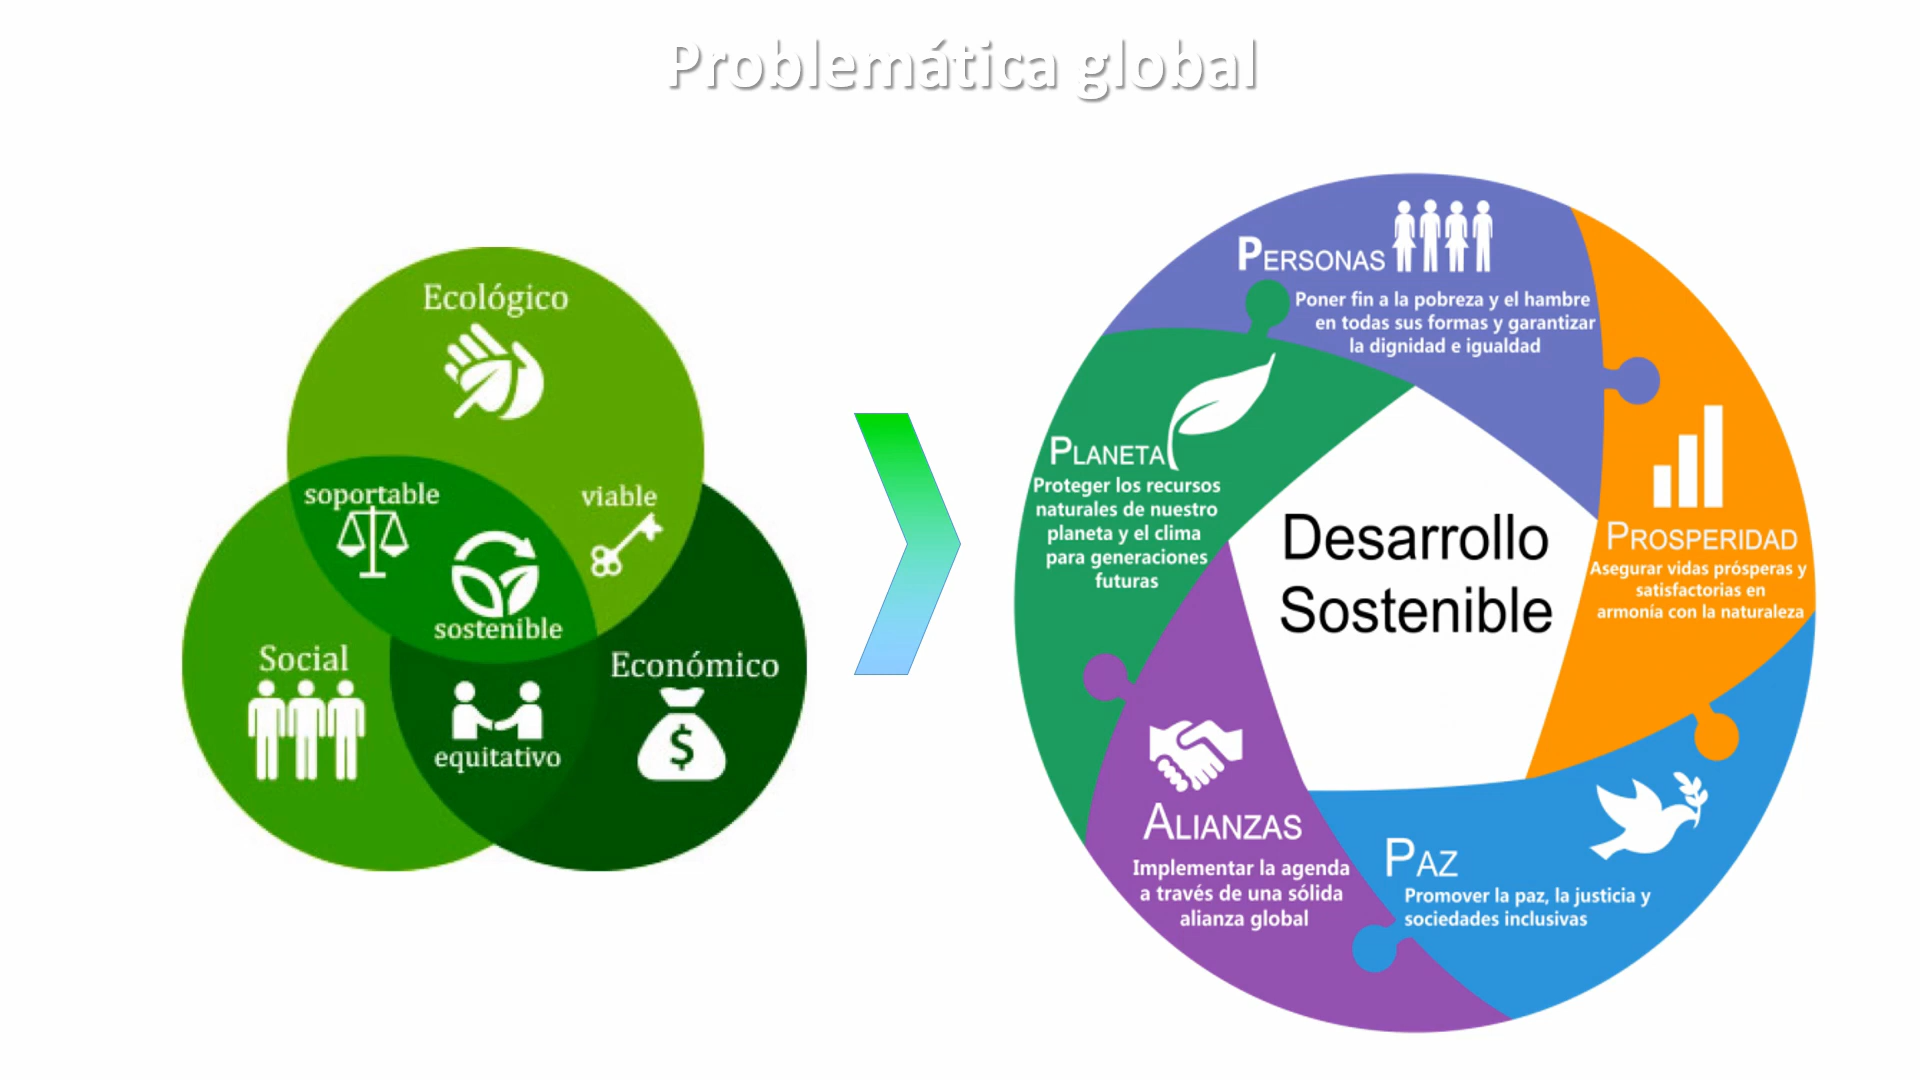 Problemática global
Ecológico
soportable
viable
sostenible
Social
Económico
$
equitativo
PERSONAS
Poner fin a la pobreza y el hambre
en todas sus formas y garantizar
la dignidad e igualdad
PLANETA
Proteger los recursos
naturales de nuestro
planeta y el clima
para generaciones
futuras
Desarrollo
Sostenible
PROSPERIDAD
Asegurar vidas prósperas y
satisfactorias en
armonía con la naturaleza
ALIANZAS
Implementar la agenda
a través de una sólida
alianza global
PAZ
Promover la paz, la justicia y
sociedades inclusivas